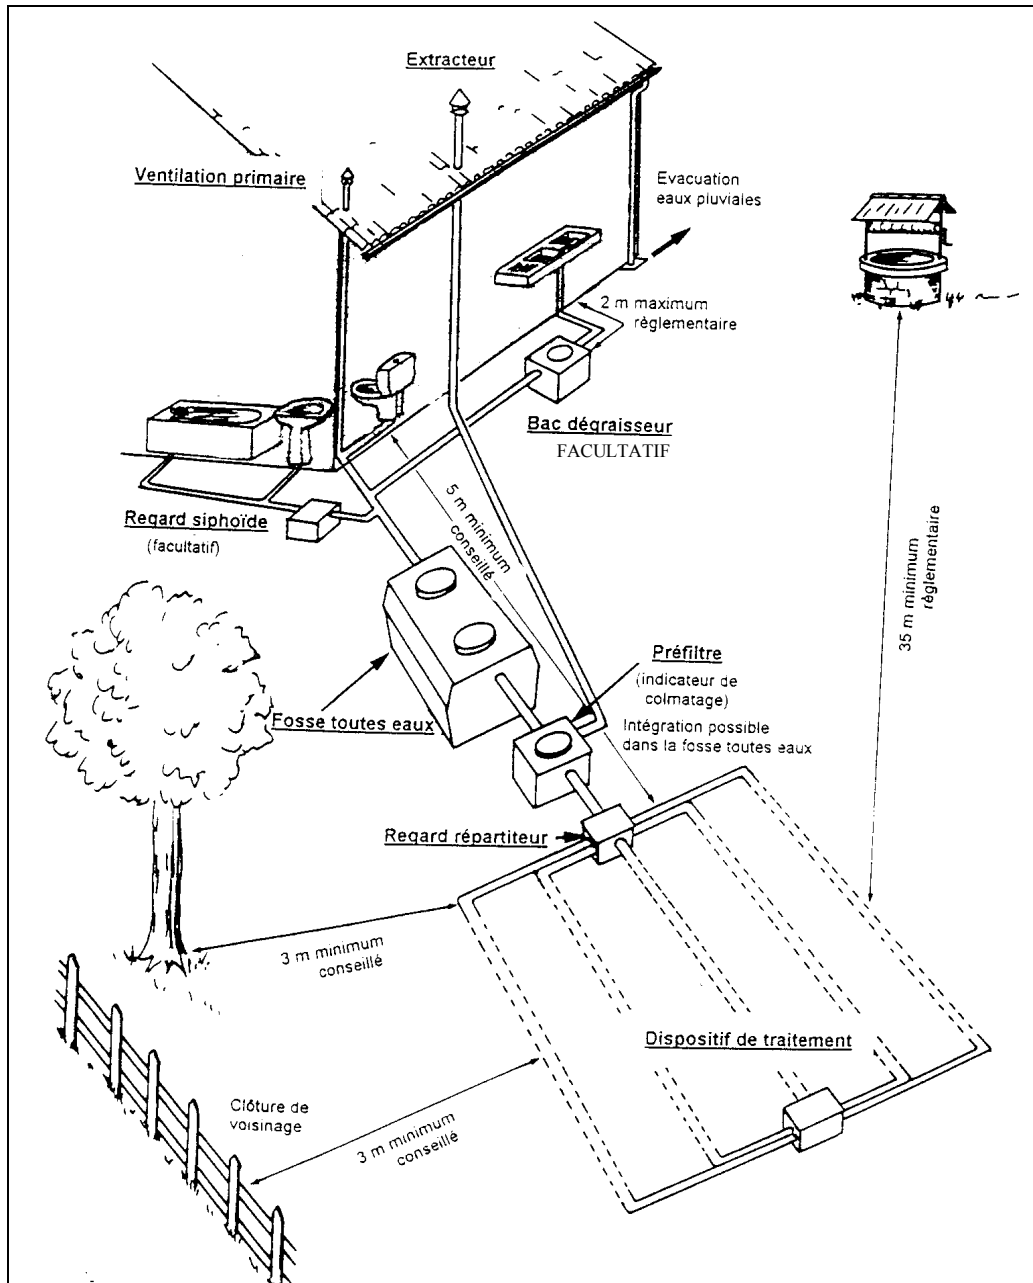 Extracteur
Ventilation primaire
Evacuation
eaux pluviales
2 m maximum
règlementaire
Bac dégraisseur
FACULTATIF
Regard siphoïde
(facultatif)
5 m minimum
conseillé
35 m minimum
réglementaire
Préfiltre
(indicateur de
colmatage)
Intégration possible
dans la fosse toutes eaux
Fosse toutes eaux
Regard répartiteur
3 m minimum
conseillé
Dispositif de traitement
Clôture de
voisinage
3 m minimum
conseillé